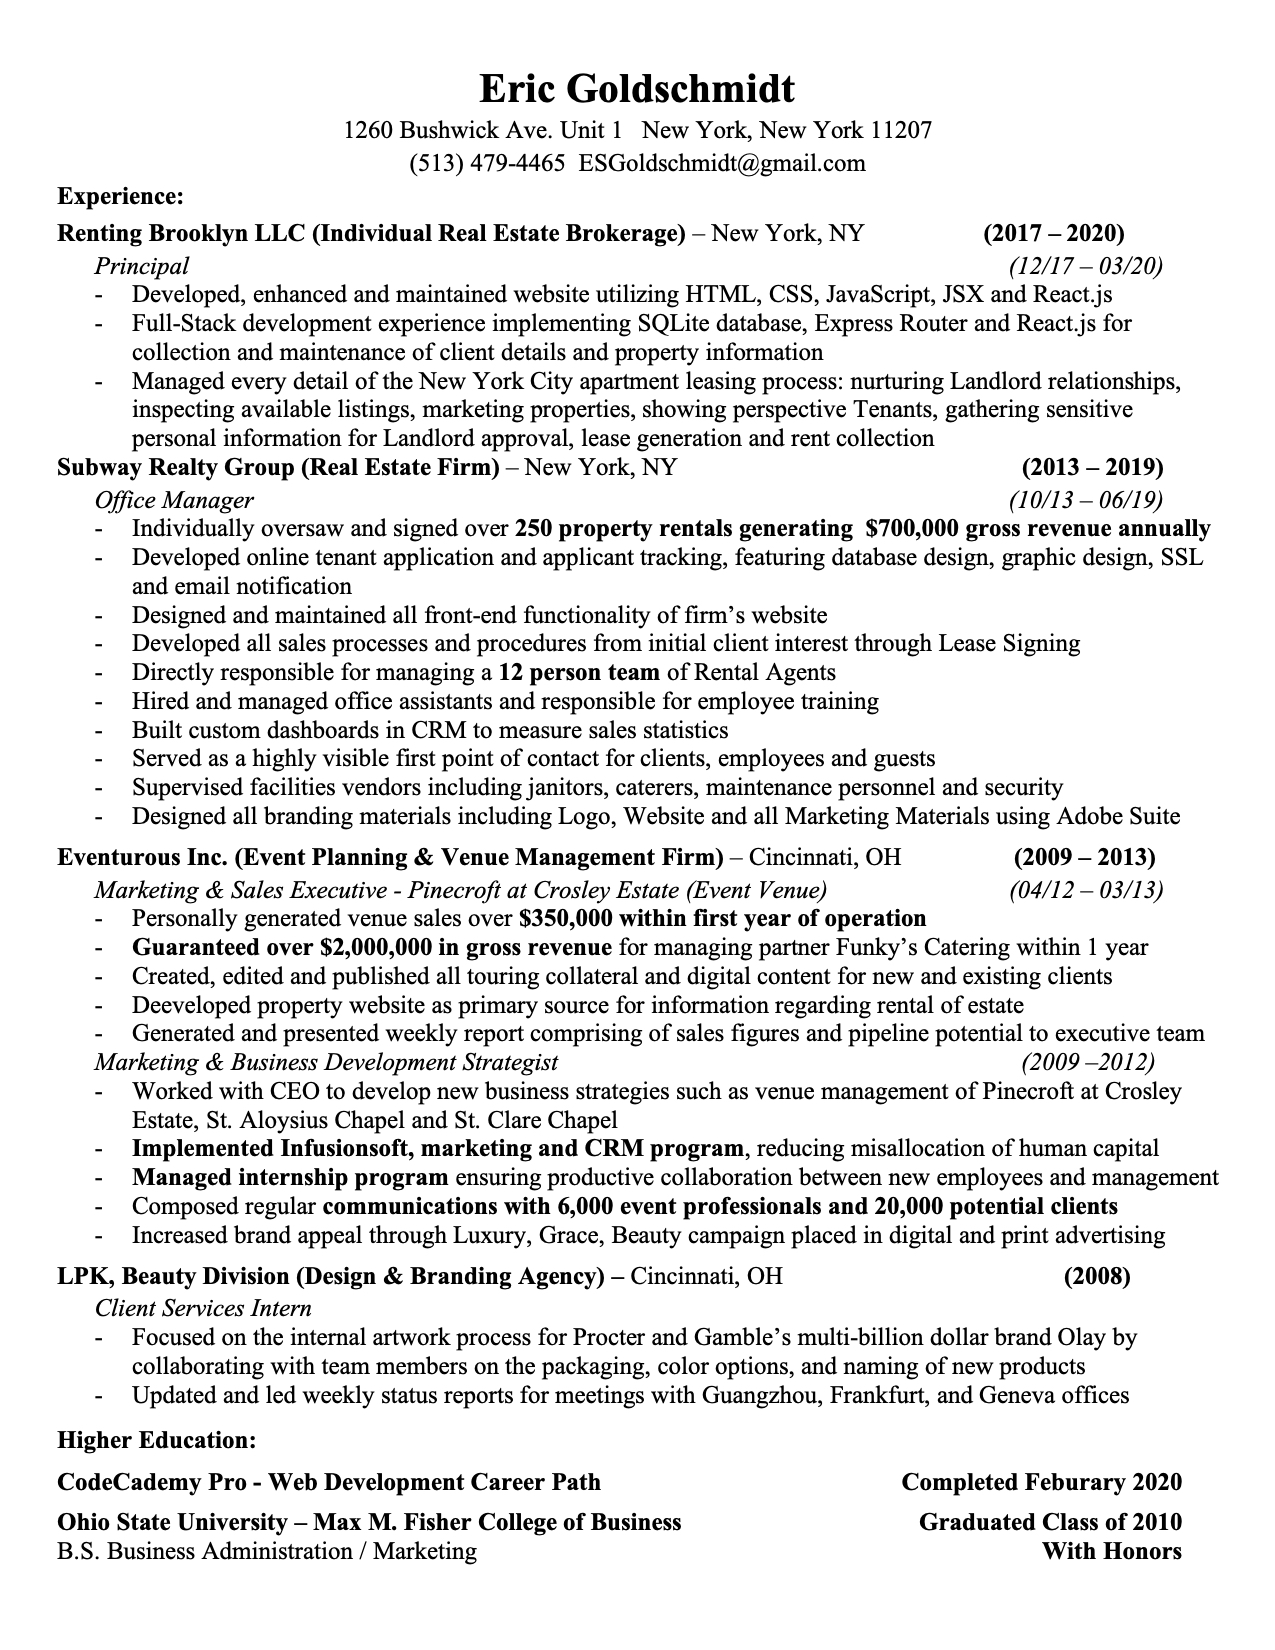 Eric Goldschmidt
1260 Bushwick Ave. Unit 1   New York, New York 11207
(513) 479-4465  ESGoldschmidt@gmail.com
Experience:
Renting Brooklyn LLC (Individual Real Estate Brokerage) – New York, NY (2017 – 2020)
Principal (12/17 – 03/20)
- Developed, enhanced and maintained website utilizing HTML, CSS, JavaScript, JSX and React.js
- Full-Stack development experience implementing SQLite database, Express Router and React.js for
collection and maintenance of client details and property information
- Managed every detail of the New York City apartment leasing process: nurturing Landlord relationships,
inspecting available listings, marketing properties, showing perspective Tenants, gathering sensitive
personal information for Landlord approval, lease generation and rent collection
Subway Realty Group (Real Estate Firm) – New York, NY (2013 – 2019)
Office Manager (10/13 – 06/19)
- Individually oversaw and signed over 250 property rentals generating  $700,000 gross revenue annually
- Developed online tenant application and applicant tracking, featuring database design, graphic design, SSL
and email notification
- Designed and maintained all front-end functionality of firm's website
- Developed all sales processes and procedures from initial client interest through Lease Signing
- Directly responsible for managing a 12 person team of Rental Agents
- Hired and managed office assistants and responsible for employee training
- Built custom dashboards in CRM to measure sales statistics
- Served as a highly visible first point of contact for clients, employees and guests
- Supervised facilities vendors including janitors, caterers, maintenance personnel and security
- Designed all branding materials including Logo, Website and all Marketing Materials using Adobe Suite
Eventurous Inc. (Event Planning & Venue Management Firm) – Cincinnati, OH (2009 – 2013)
Marketing & Sales Executive - Pinecroft at Crosley Estate (Event Venue) (04/12 – 03/13)
- Personally generated venue sales over $350,000 within first year of operation
- Guaranteed over $2,000,000 in gross revenue for managing partner Funky's Catering within 1 year
- Created, edited and published all touring collateral and digital content for new and existing clients
- Deeveloped property website as primary source for information regarding rental of estate
- Generated and presented weekly report comprising of sales figures and pipeline potential to executive team
Marketing & Business Development Strategist (2009 –2012)
- Worked with CEO to develop new business strategies such as venue management of Pinecroft at Crosley
Estate, St. Aloysius Chapel and St. Clare Chapel
- Implemented Infusionsoft, marketing and CRM program, reducing misallocation of human capital
- Managed internship program ensuring productive collaboration between new employees and management
- Composed regular communications with 6,000 event professionals and 20,000 potential clients
- Increased brand appeal through Luxury, Grace, Beauty campaign placed in digital and print advertising
LPK, Beauty Division (Design & Branding Agency) – Cincinnati, OH (2008)
Client Services Intern
- Focused on the internal artwork process for Procter and Gamble's multi-billion dollar brand Olay by
collaborating with team members on the packaging, color options, and naming of new products
- Updated and led weekly status reports for meetings with Guangzhou, Frankfurt, and Geneva offices
Higher Education:
CodeCademy Pro - Web Development Career Path Completed Feburary 2020
Ohio State University – Max M. Fisher College of Business Graduated Class of 2010
B.S. Business Administration / Marketing With Honors